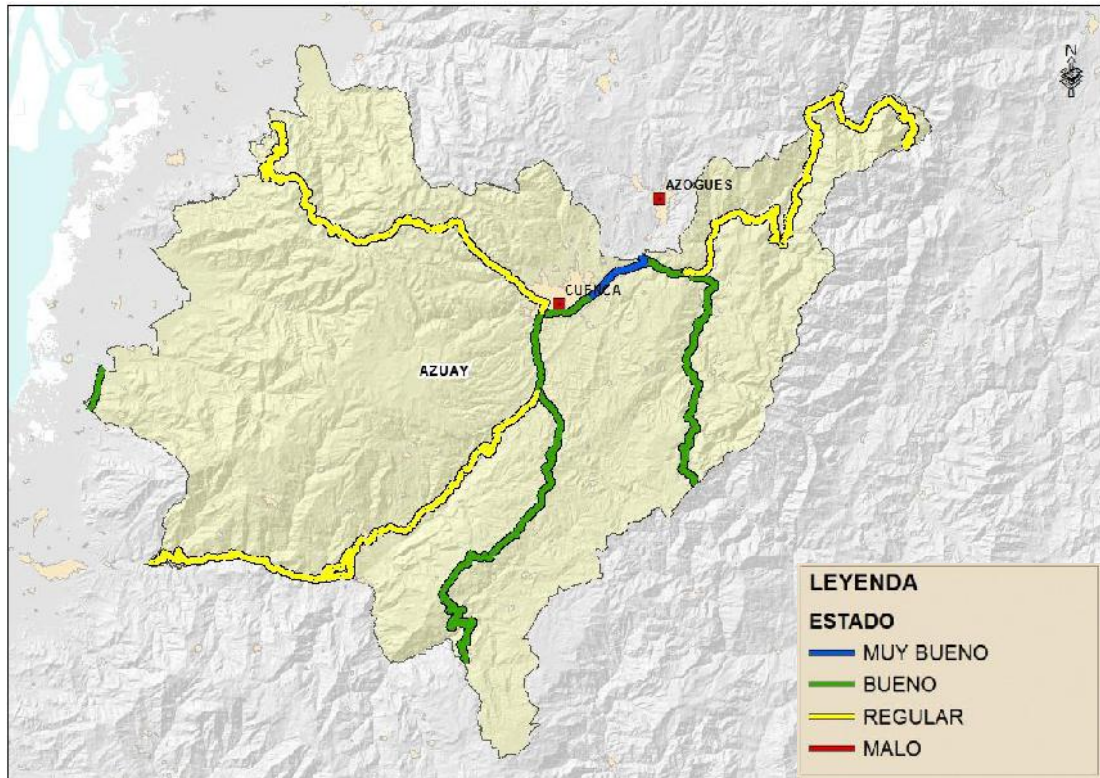 N
AZOGUES
CUENCA
AZUAY
LEYENDA
ESTADO
MUY BUENO
BUENO
REGULAR
MALO